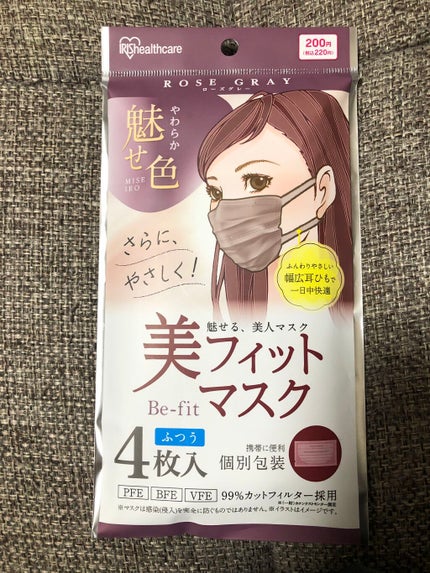 IRIShealthcare
200円
(税込220円)
ROSE GRAY
ローズグレー
やわらか
魅せ色
MISE
IRO
さらに、
やさしく!
ふんわりやさしい
幅広耳ひもで
一日中快適
魅せる、美人マスク
美フィット
Be-fit マスク
ふつう
4枚入
携帯に便利
個別包装
PFE BFE VFE 99%カットフィルター採用
※マスクは感染(侵入)を完全に防ぐものではありません。※イラストはイメージです。